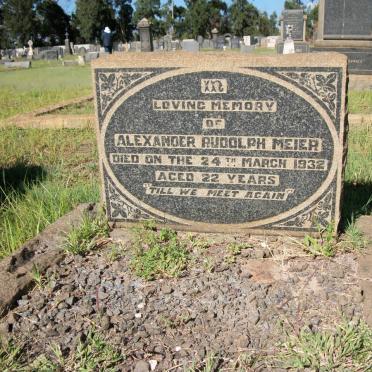 IN
LOVING MEMORY
OF
ALEXANDER RUDOLPH MEIER
DIED ON THE 24TH MARCH 1932
AGED 22 YEARS
"TILL WE MEET AGAIN"